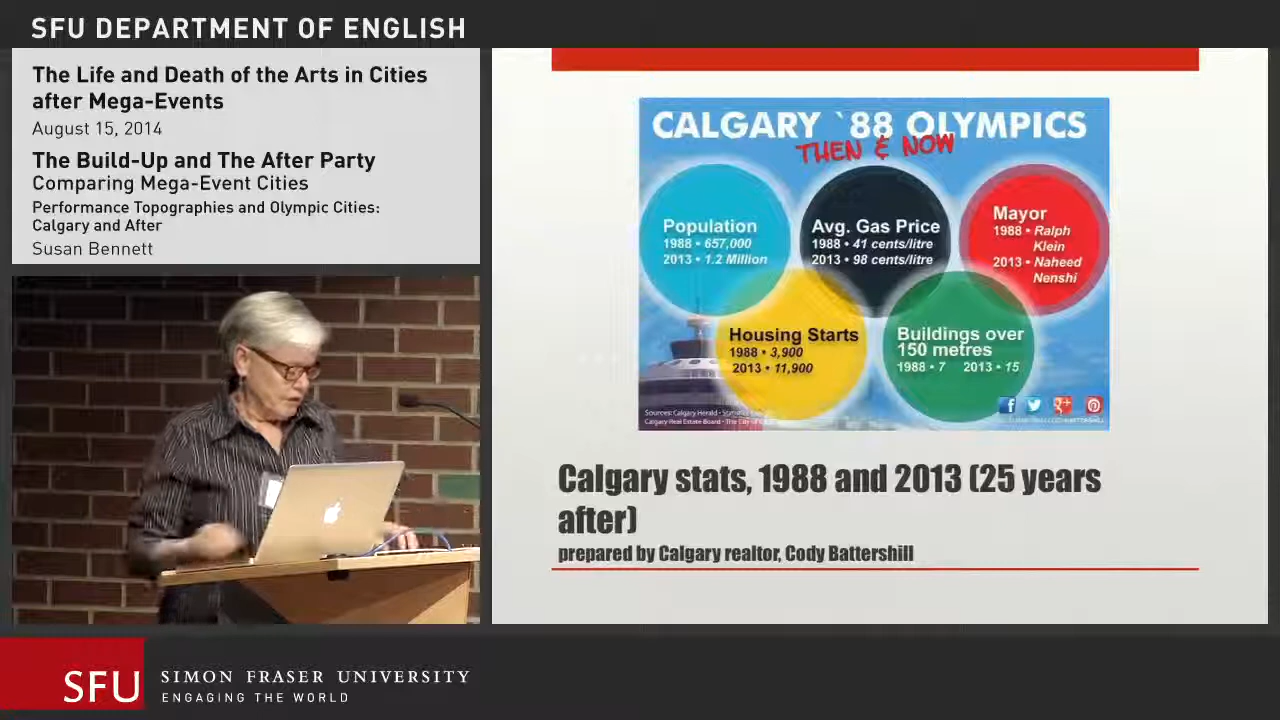 SFU DEPARTMENT OF ENGLISH
The Life and Death of the Arts in Cities
after Mega-Events
August 15, 2014
The Build-Up and The After Party
Comparing Mega-Event Cities
Performance Topographies and Olympic Cities:
Calgary and After
Susan Bennett
CALGARY `88 OLYMPICS
THEN & NOW
Population
1988 • 657,000
2013 • 1.2 Million
Avg. Gas Price
1988 • 41 cents/litre
2013 • 98 cents/litre
Mayor
1988 • Ralph
Klein
2013 • Naheed
Nenshi
Housing Starts
1988 • 3,900
2013 • 11,900
Buildings over
150 metres
1988 • 7 2013 • 15
Sources: Calgary Herald •
Calgary Real Estate Board • The City of
Calgary stats, 1988 and 2013 (25 years
after)
prepared by Calgary realtor, Cody Battershill
SFU SIMON FRASER UNIVERSITY
ENGAGING THE WORLD